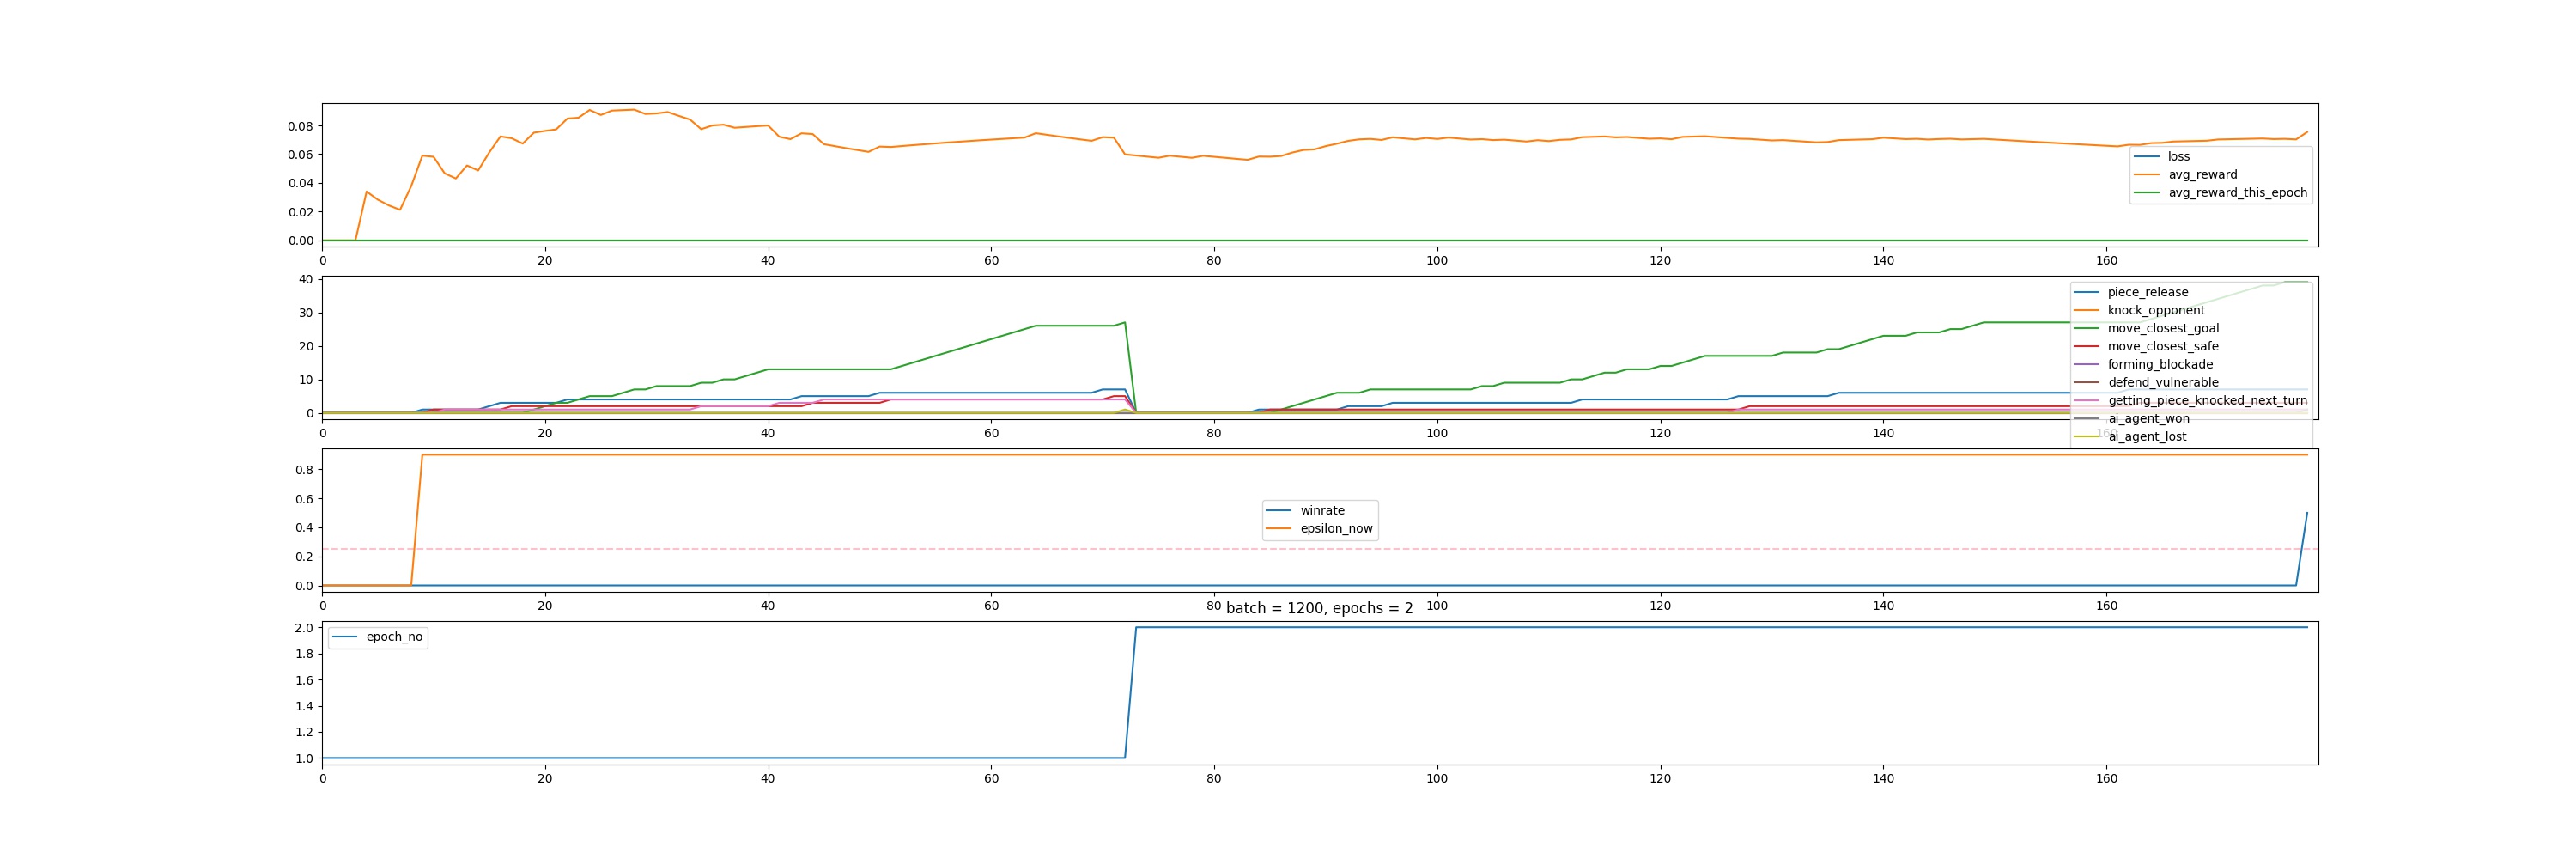 0.08
0.06
0.04
0.02
0.00
loss
avg_reward
avg_reward_this_epoch
0 20 40 60 80 100 120 140 160
40
30
20
10
0
piece_release
knock_opponent
move_closest_goal
move_closest_safe
forming_blockade
defend_vulnerable
getting_piece_knocked_next_turn
ai_agent_won
ai_agent_lost
0 20 40 60 80 100 120 140 160
0.8
0.6
0.4
0.2
0.0
winrate
epsilon_now
0 20 40 60 80 100 120 140 160
batch = 1200, epochs = 2
2.0
1.8
1.6
1.4
1.2
1.0
epoch_no
0 20 40 60 80 100 120 140 160